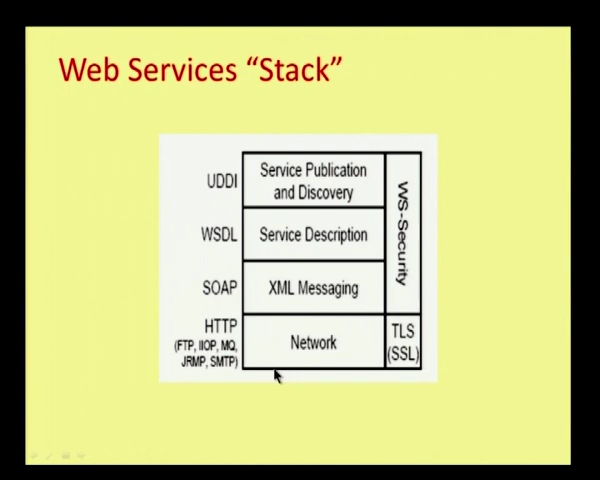 Web Services “Stack”
UDDI
Service Publication
and Discovery
WSDL
Service Description
SOAP
XML Messaging
WS-Security
HTTP
(FTP, IIOP, MQ,
JRMP, SMTP)
Network
TLS
(SSL)